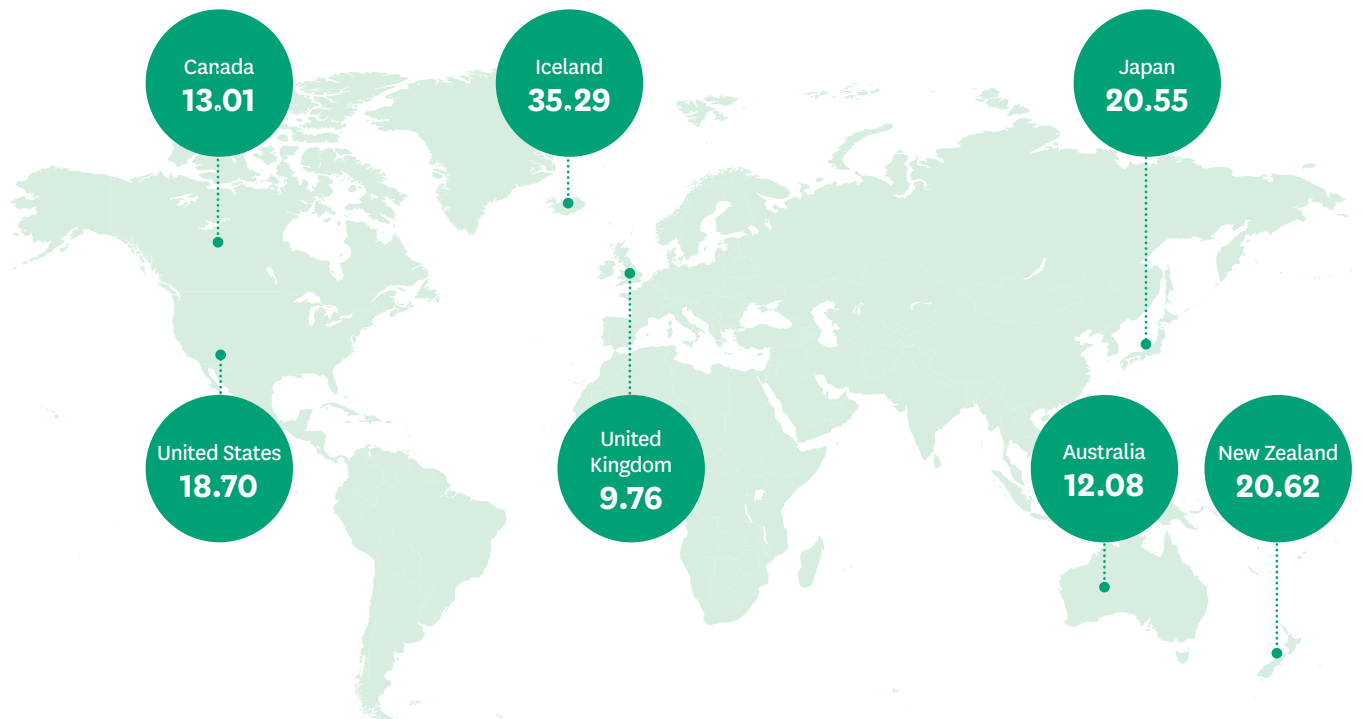 Canada
13.01
Iceland
35.29
Japan
20.55
United States
18.70
United
Kingdom
9.76
Australia
12.08
New Zealand
20.62